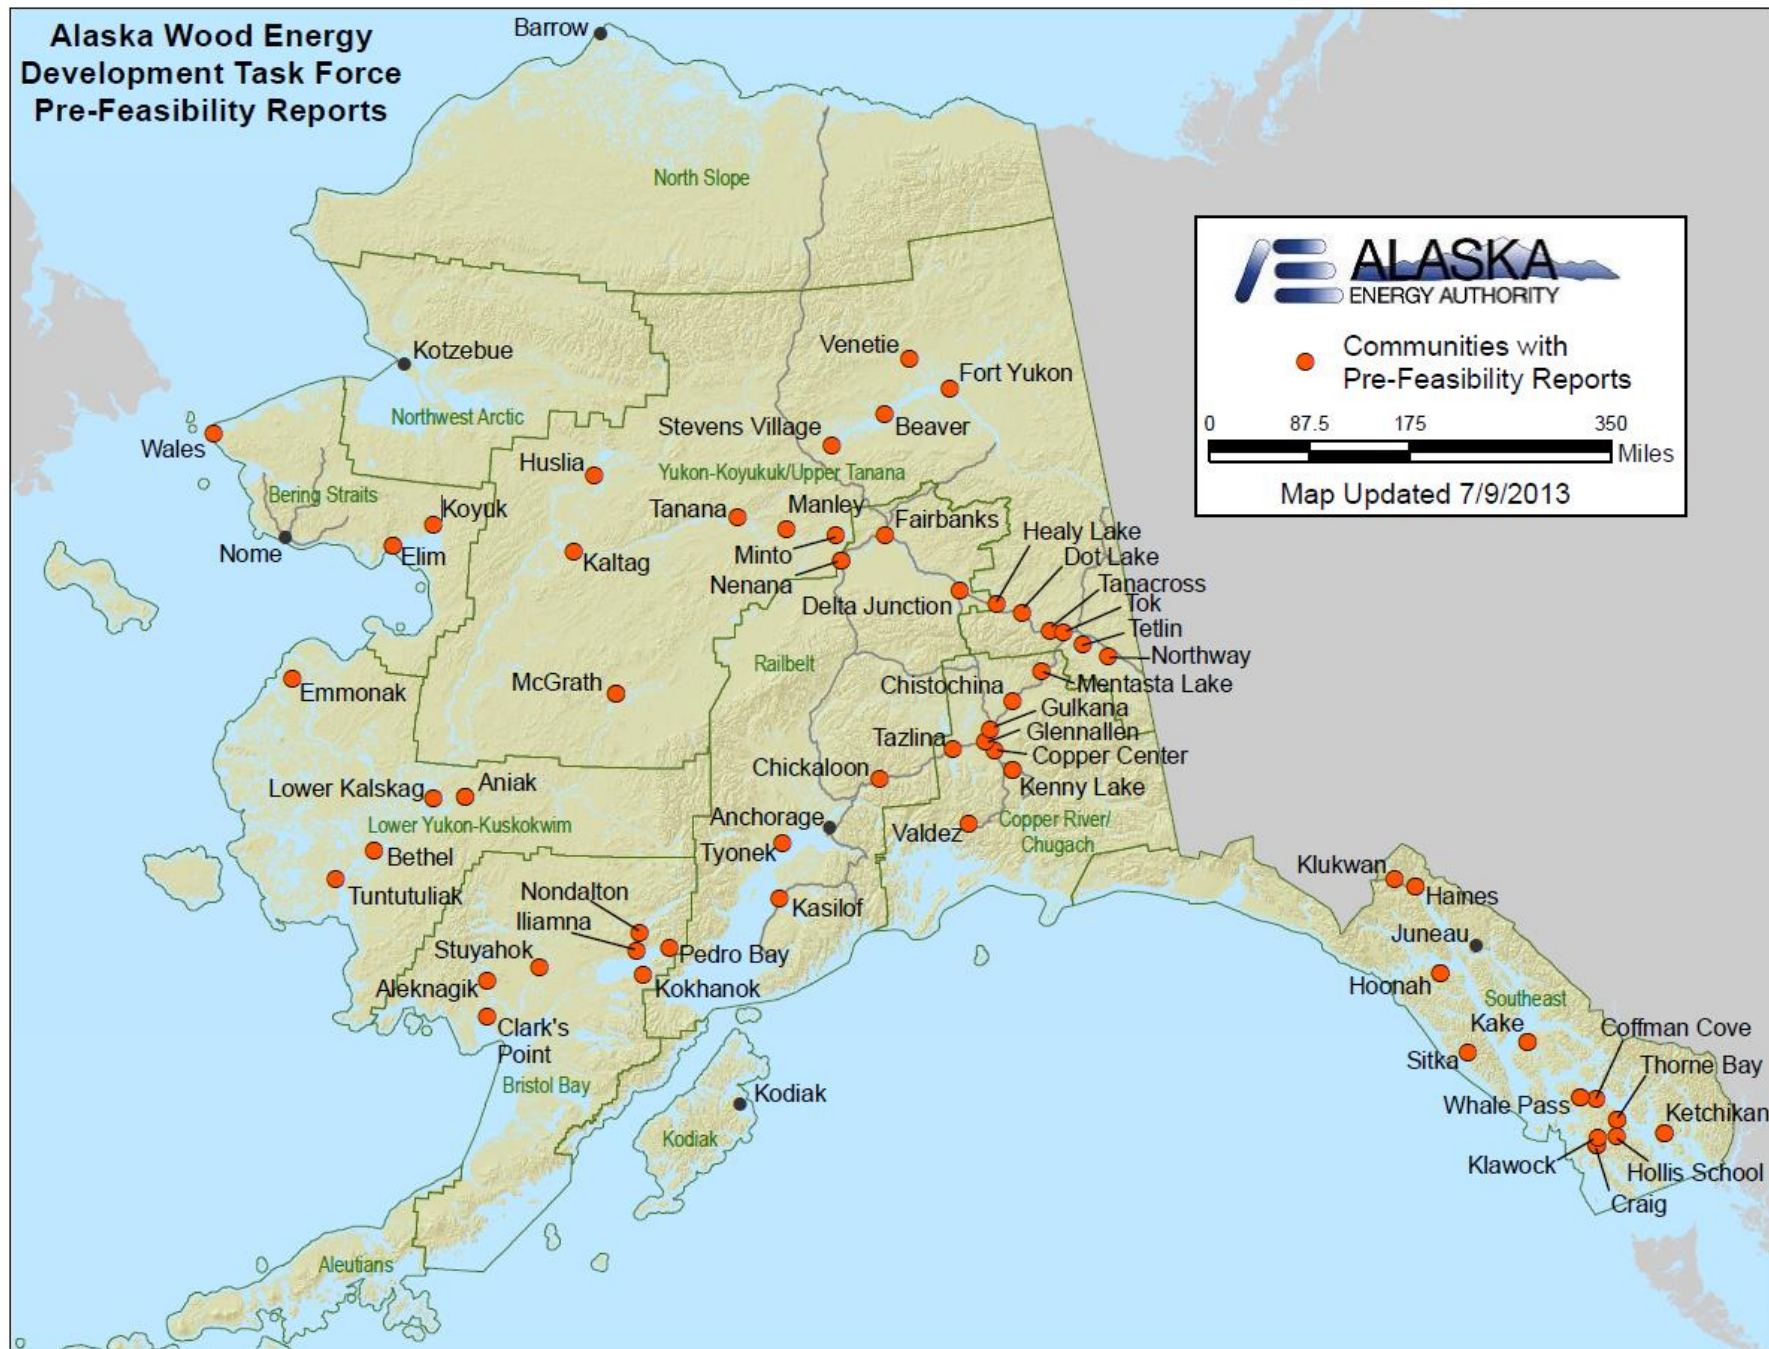 Alaska Wood Energy
Development Task Force
Pre-Feasibility Reports
Barrow
North Slope
ALASKA
ENERGY AUTHORITY
Communities with
Pre-Feasibility Reports
0 87.5 175 350
Miles
Map Updated 7/9/2013
Kotzebue
Northwest Arctic
Venetie
Fort Yukon
Beaver
Stevens Village
Wales
Huslia
Yukon-Koyukuk/Upper Tanana
Bering Straits
Koyuk
Tanana
Manley
Fairbanks
Nome
Elim
Kaltag
Minto
Nenana
Healy Lake
Dot Lake
Tanacross
Tok
Tetlin
Northway
Delta Junction
Railbelt
Emmonak
McGrath
Chistochina
Mentasta Lake
Gulkana
Glennallen
Tazlina
Copper Center
Kenny Lake
Chickaloon
Lower Kalskag
Aniak
Lower Yukon-Kuskokwim
Anchorage
Valdez
Copper River/
Chugach
Bethel
Tyonek
Tuntutuliak
Nondalton
Iliamna
Kasilof
Stuyahok
Pedro Bay
Aleknagik
Kokhanok
Clark's
Point
Bristol Bay
Kodiak
Kodiak
Aleutians
Klukwan
Haines
Juneau
Hoonah
Southeast
Kake
Coffman Cove
Sitka
Thorne Bay
Whale Pass
Ketchikan
Klawock
Hollis School
Craig